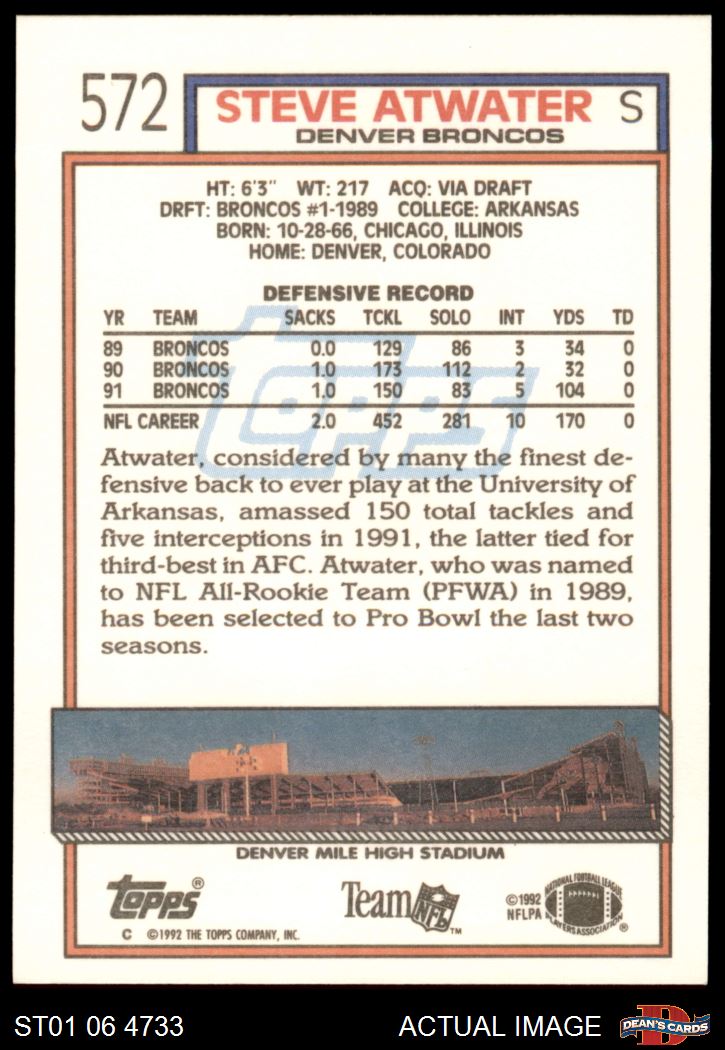 572
STEVE ATWATER S
DENVER BRONCOS
HT: 6'3" WT: 217 ACQ: VIA DRAFT
DRFT: BRONCOS #1-1989 COLLEGE: ARKANSAS
BORN: 10-28-66, CHICAGO, ILLINOIS
HOME: DENVER, COLORADO
DEFENSIVE RECORD
YR TEAM SACKS TCKL SOLO INT YDS TD
89 BRONCOS 0.0 129 86 3 34 0
90 BRONCOS 1.0 173 112 2 32 0
91 BRONCOS 1.0 150 83 5 104 0
NFL CAREER 2.0 452 281 10 170 0
topps
Atwater, considered by many the finest de-
fensive back to ever play at the University of
Arkansas, amassed 150 total tackles and
five interceptions in 1991, the latter tied for
third-best in AFC. Atwater, who was named
to NFL All-Rookie Team (PFWA) in 1989,
has been selected to Pro Bowl the last two
seasons.
DENVER MILE HIGH STADIUM
topps®
C ©1992 THE TOPPS COMPANY, INC.
Team NFL™
©1992
NFLPA
NATIONAL FOOTBALL LEAGUE
PLAYERS ASSOCIATION®
ST01 06 4733 ACTUAL IMAGE
D
DEAN'S CARDS